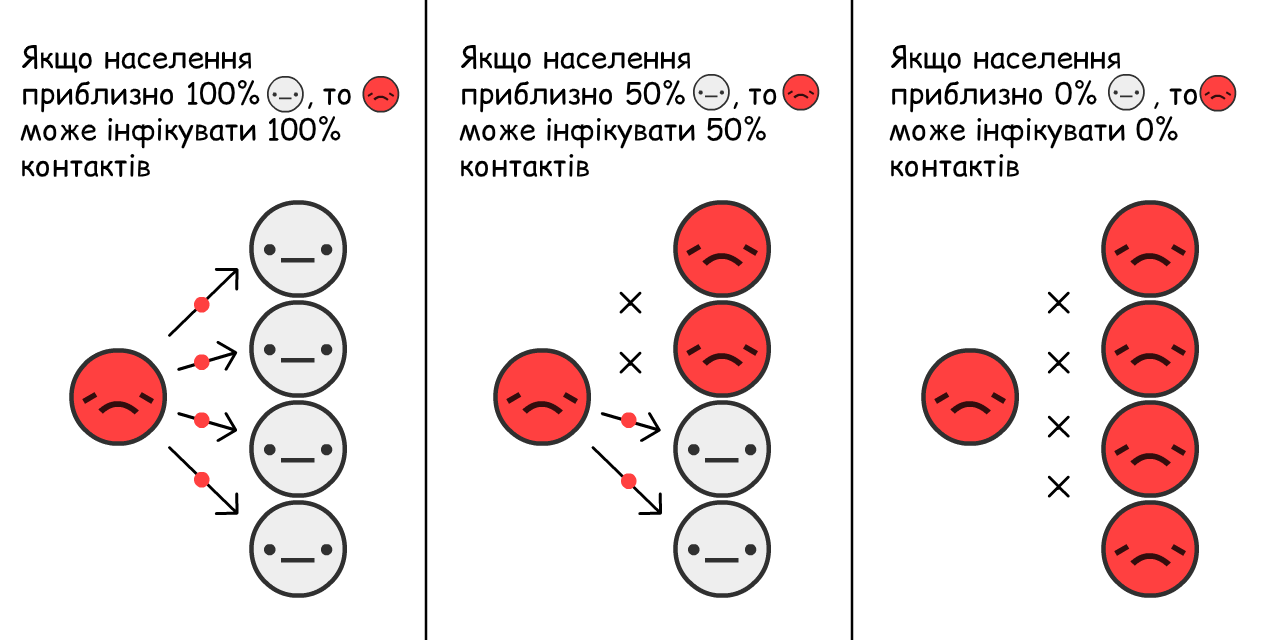 Якщо населення
приблизно 100% , то
може інфікувати 100%
контактів
Якщо населення
приблизно 50% , то
може інфікувати 50%
контактів
Якщо населення
приблизно 0% , то
може інфікувати 0%
контактів